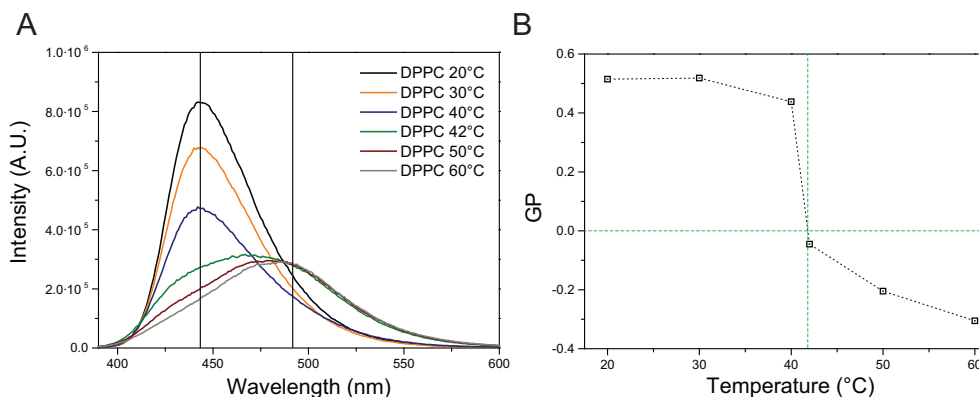 A
1.0·10⁶
8.0·10⁵
6.0·10⁵
4.0·10⁵
2.0·10⁵
0.0
Intensity (A.U.)
DPPC 20°C
DPPC 30°C
DPPC 40°C
DPPC 42°C
DPPC 50°C
DPPC 60°C
400 450 500 550 600
Wavelength (nm)
B
0.6
0.4
0.2
0.0
-0.2
-0.4
GP
20 30 40 50 60
Temperature (°C)